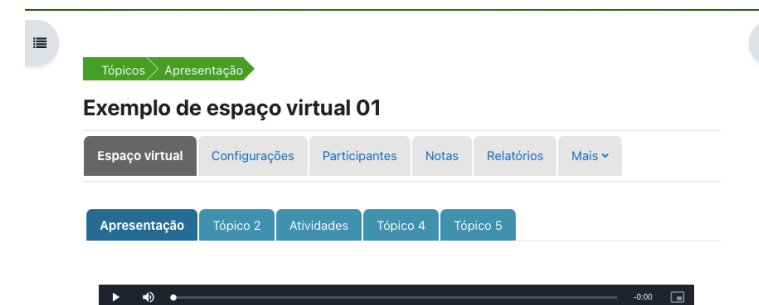 Tópicos Apresentação
Exemplo de espaço virtual 01
Espaço virtual Configurações Participantes Notas Relatórios Mais
Apresentação Tópico 2 Atividades Tópico 4 Tópico 5
-0:00